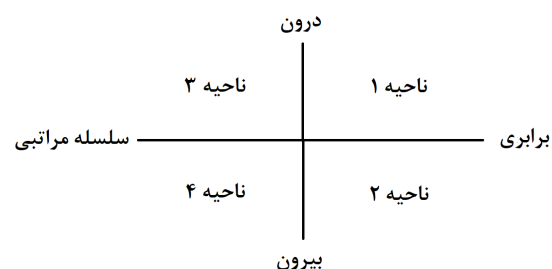 درون
ناحیه ۱
ناحیه ۳
برابری
سلسله مراتبی
ناحیه ۲
ناحیه ۴
بیرون